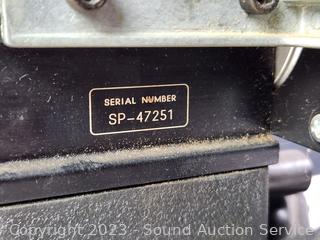 SERIAL NUMBER
SP-47251
Copyright 2023 - Sound Auction Service